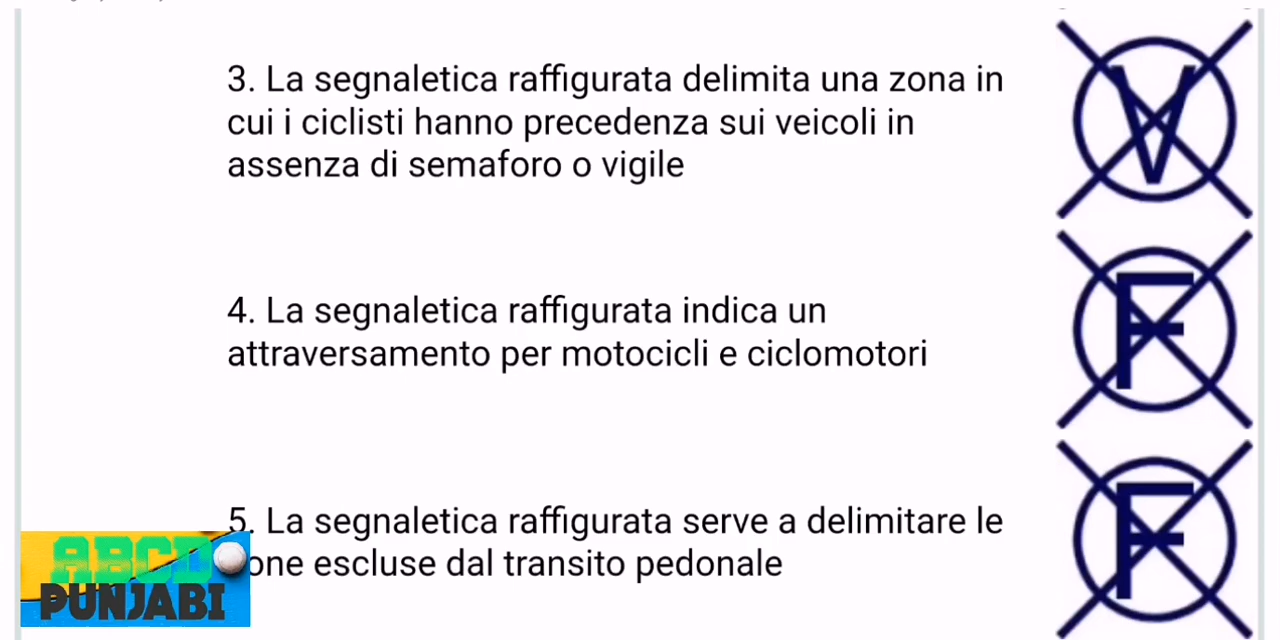 3. La segnaletica raffigurata delimita una zona in
cui i ciclisti hanno precedenza sui veicoli in
assenza di semaforo o vigile
V
4. La segnaletica raffigurata indica un
attraversamento per motocicli e ciclomotori
F
5. La segnaletica raffigurata serve a delimitare le
one escluse dal transito pedonale
F
ABCD
PUNJABI